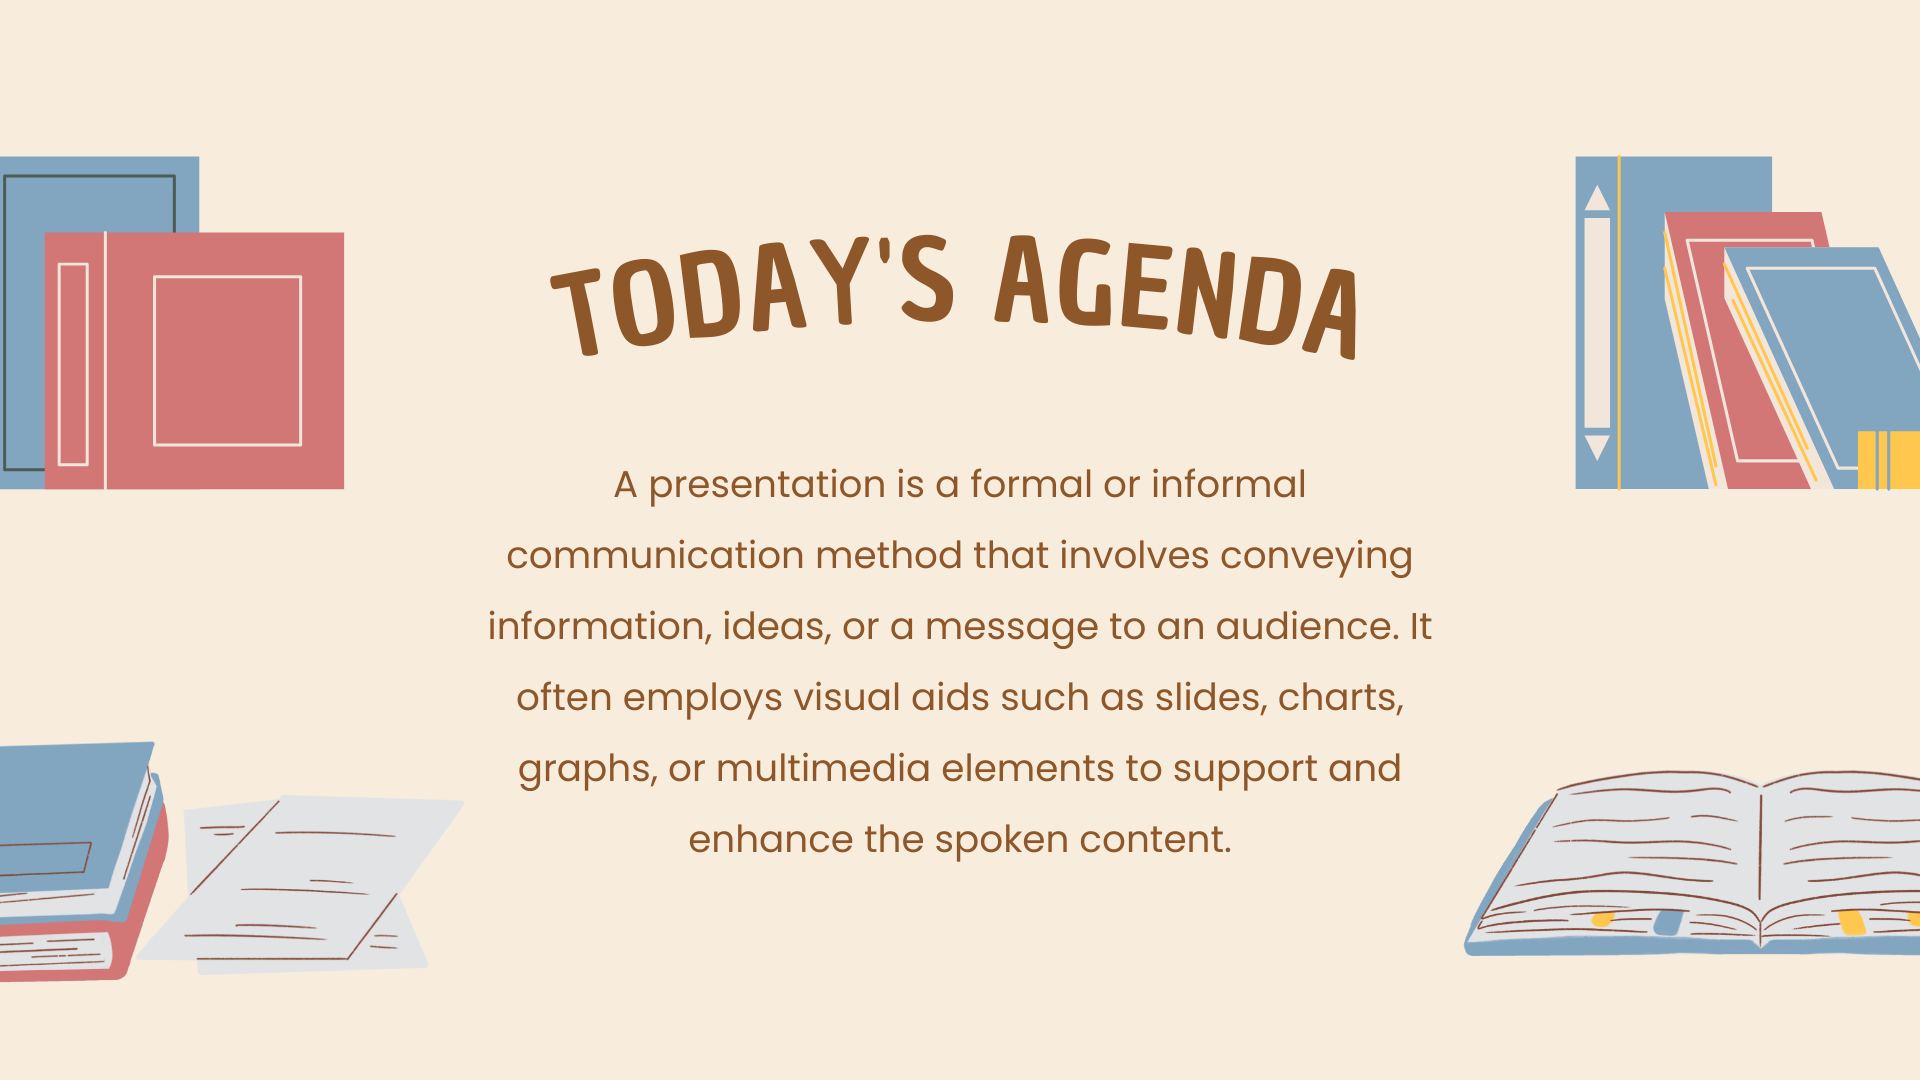 TODAY'S AGENDA
A presentation is a formal or informal
communication method that involves conveying
information, ideas, or a message to an audience. It
often employs visual aids such as slides, charts,
graphs, or multimedia elements to support and
enhance the spoken content.